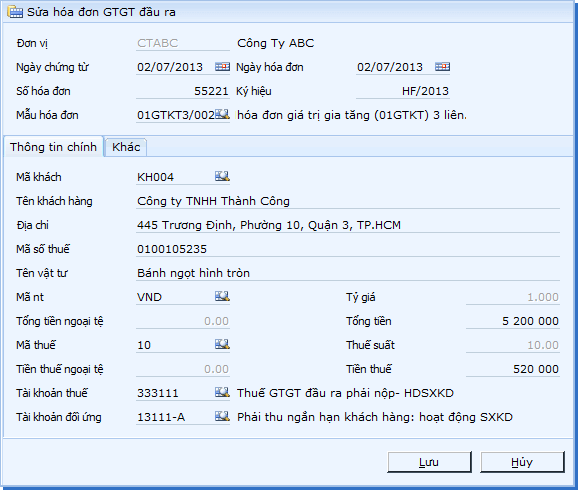 Sửa hóa đơn GTGT đầu ra
Đơn vị CTABC Công Ty ABC
Ngày chứng từ 02/07/2013 Ngày hóa đơn 02/07/2013
Số hóa đơn 55221 Ký hiệu HF/2013
Mẫu hóa đơn 01GTKT3/002 hóa đơn giá trị gia tăng (01GTKT) 3 liên.
Thông tin chính Khác
Mã khách KH004
Tên khách hàng Công ty TNHH Thành Công
Địa chỉ 445 Trương Định, Phường 10, Quận 3, TP.HCM
Mã số thuế 0100105235
Tên vật tư Bánh ngọt hình tròn
Mã nt VND Tỷ giá 1.000
Tổng tiền ngoại tệ 0.00 Tổng tiền 5 200 000
Mã thuế 10 Thuế suất 10.00
Tiền thuế ngoại tệ 0.00 Tiền thuế 520 000
Tài khoản thuế 333111 Thuế GTGT đầu ra phải nộp- HDSXKD
Tài khoản đối ứng 13111-A Phải thu ngắn hạn khách hàng: hoạt động SXKD
Lưu Hủy